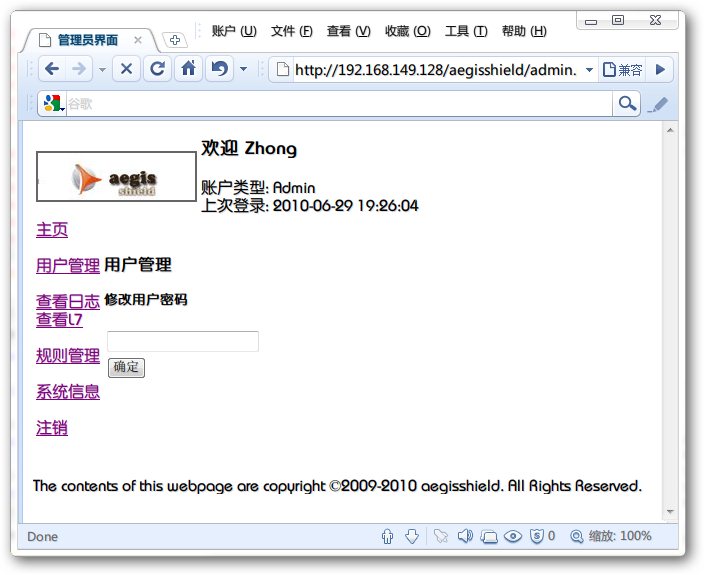 管理员界面
账户 (U) 文件 (F) 查看 (V) 收藏 (O) 工具 (T) 帮助 (H)
http://192.168.149.128/aegisshield/admin.
兼容
谷歌
欢迎 Zhong
aegis
shield
账户类型: Admin
上次登录: 2010-06-29 19:26:04
主页
用户管理
用户管理
查看日志
修改用户密码
查看L7
规则管理
确定
系统信息
注销
The contents of this webpage are copyright ©2009-2010 aegisshield. All Rights Reserved.
Done
0
缩放: 100%